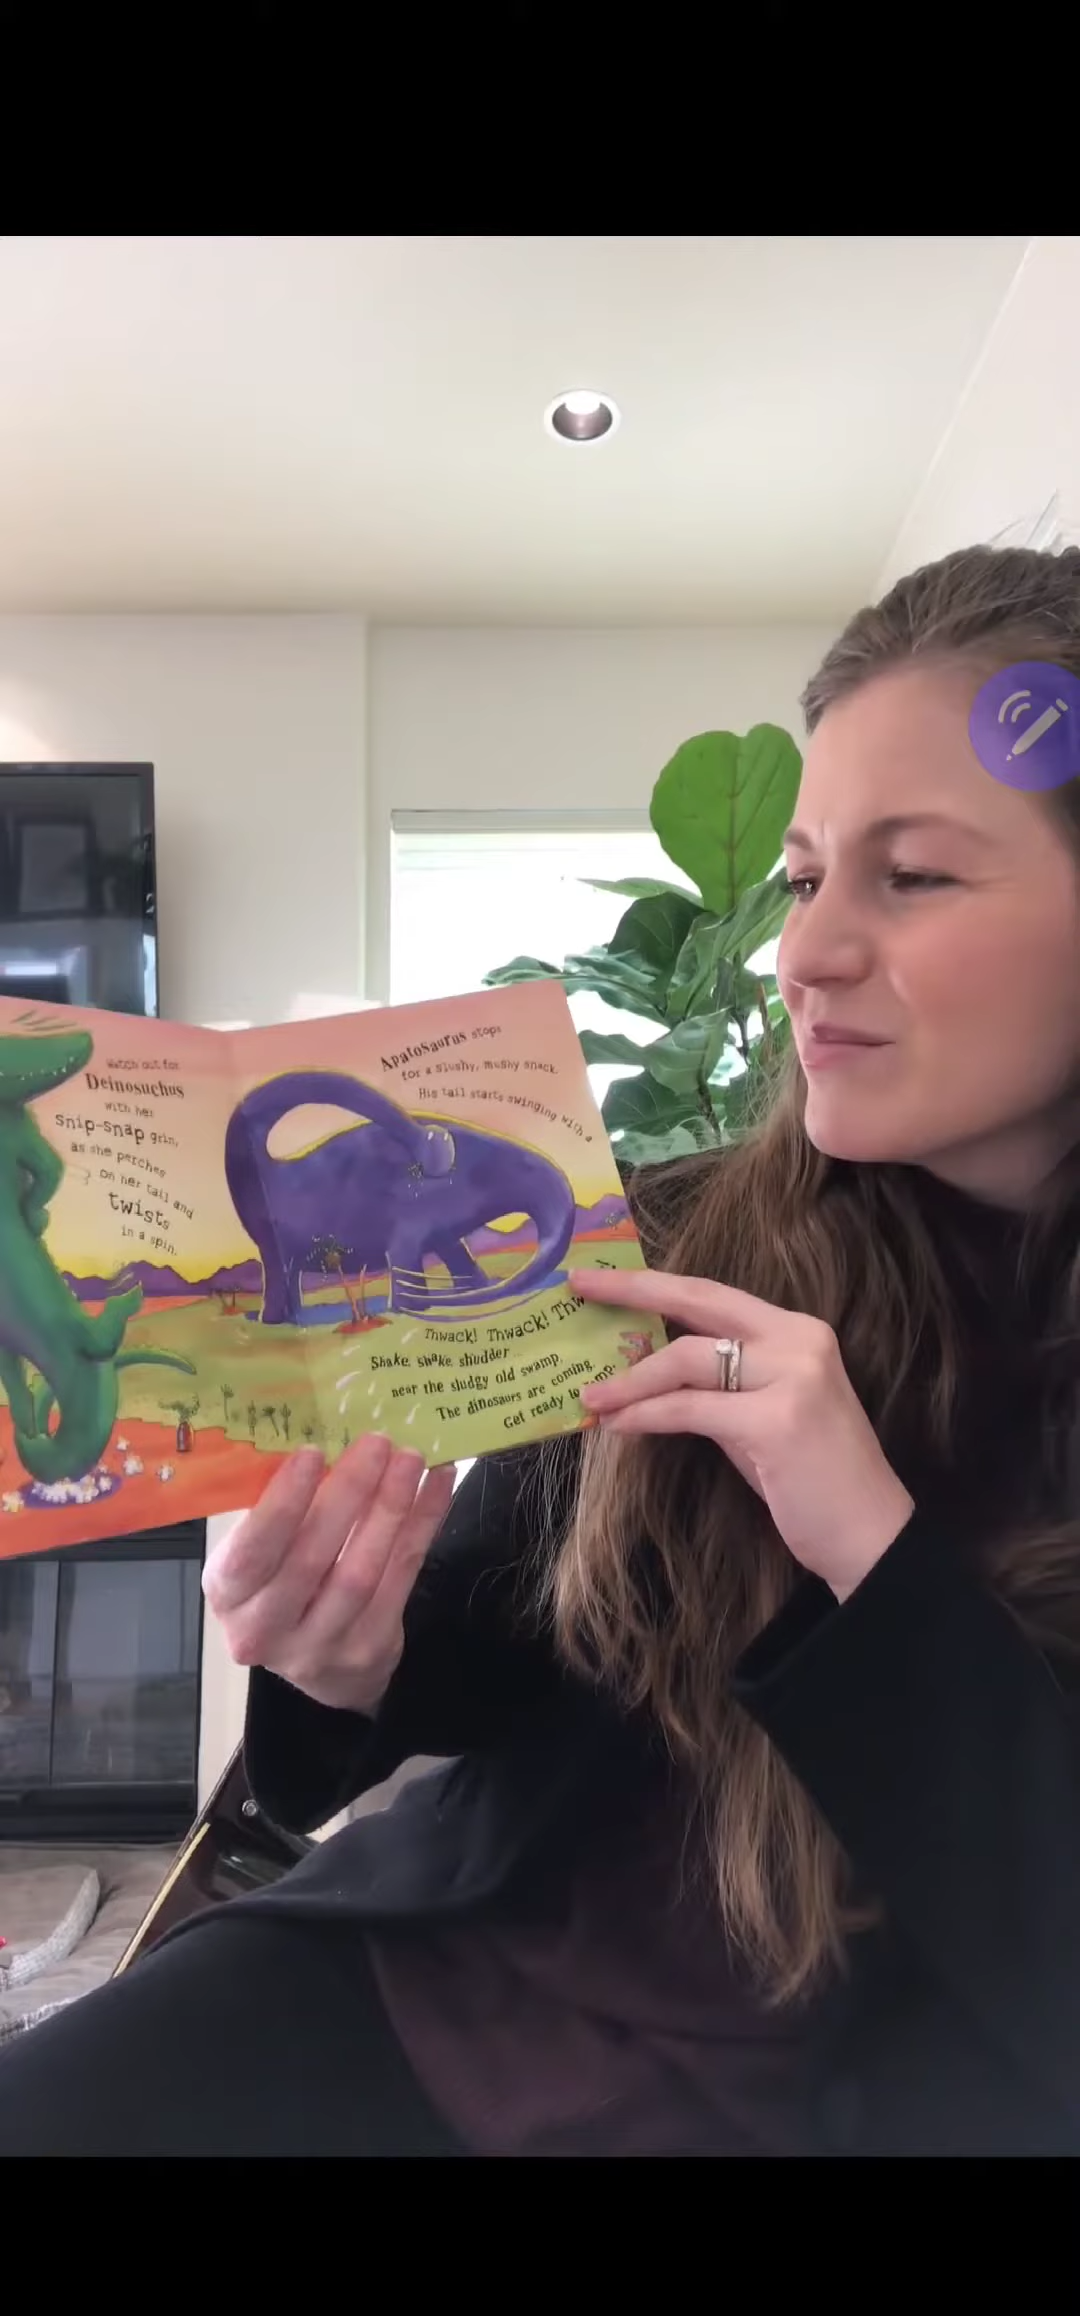 Watch out for
Deinosuchus
with her
snip-snap grin,
as she perches
on her tail and
twists
in a spin.
Apatosaurus stops
for a slushy, mushy snack.
His tail starts swinging with a
Thwack! Thwack!
Shake, shake, shudder...
near the sludgy old swamp,
The dinosaurs are coming.
Get ready to